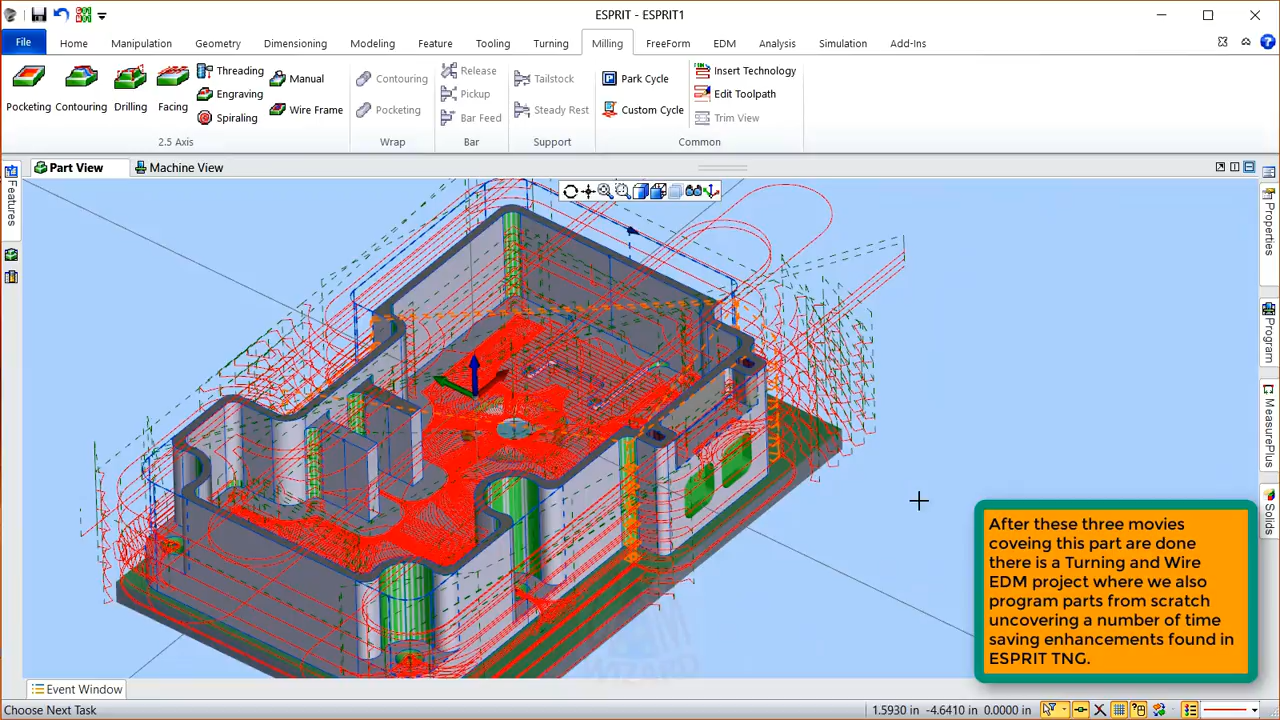 ESPRIT - ESPRIT1
File Home Manipulation Geometry Dimensioning Modeling Feature Tooling Turning Milling FreeForm EDM Analysis Simulation Add-Ins
Pocketing Contouring Drilling Facing
Threading
Engraving
Spiraling
Manual
Wire Frame
2.5 Axis
Contouring
Pocketing
Wrap
Release
Pickup
Bar Feed
Bar
Tailstock
Steady Rest
Support
Park Cycle
Custom Cycle
Insert Technology
Edit Toolpath
Trim View
Common
Part View Machine View
Features
Properties
Program
MeasurePlus
Solids
After these three movies
coveing this part are done
there is a Turning and Wire
EDM project where we also
program parts from scratch
uncovering a number of time
saving enhancements found in
ESPRIT TNG.
Event Window
Choose Next Task
1.5930 in -4.6410 in 0.0000 in